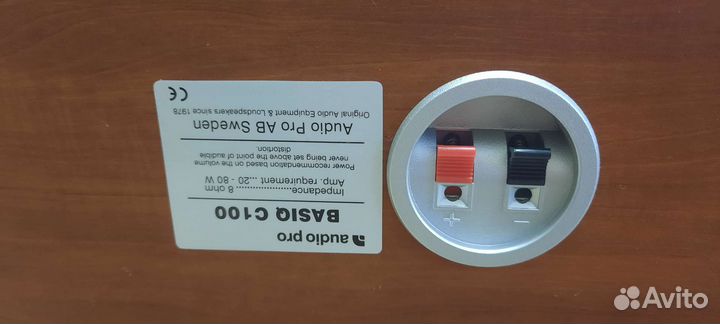 audio pro
BASIQ C100
Impedance.................. 8 ohm
Amp. requirement ...20 - 80 W
Power recommendation based on the volume
never being set above the point of audible
distortion.
Audio Pro AB Sweden
Original Audio Equipment & Loudspeakers since 1978
CE
+ −
Avito